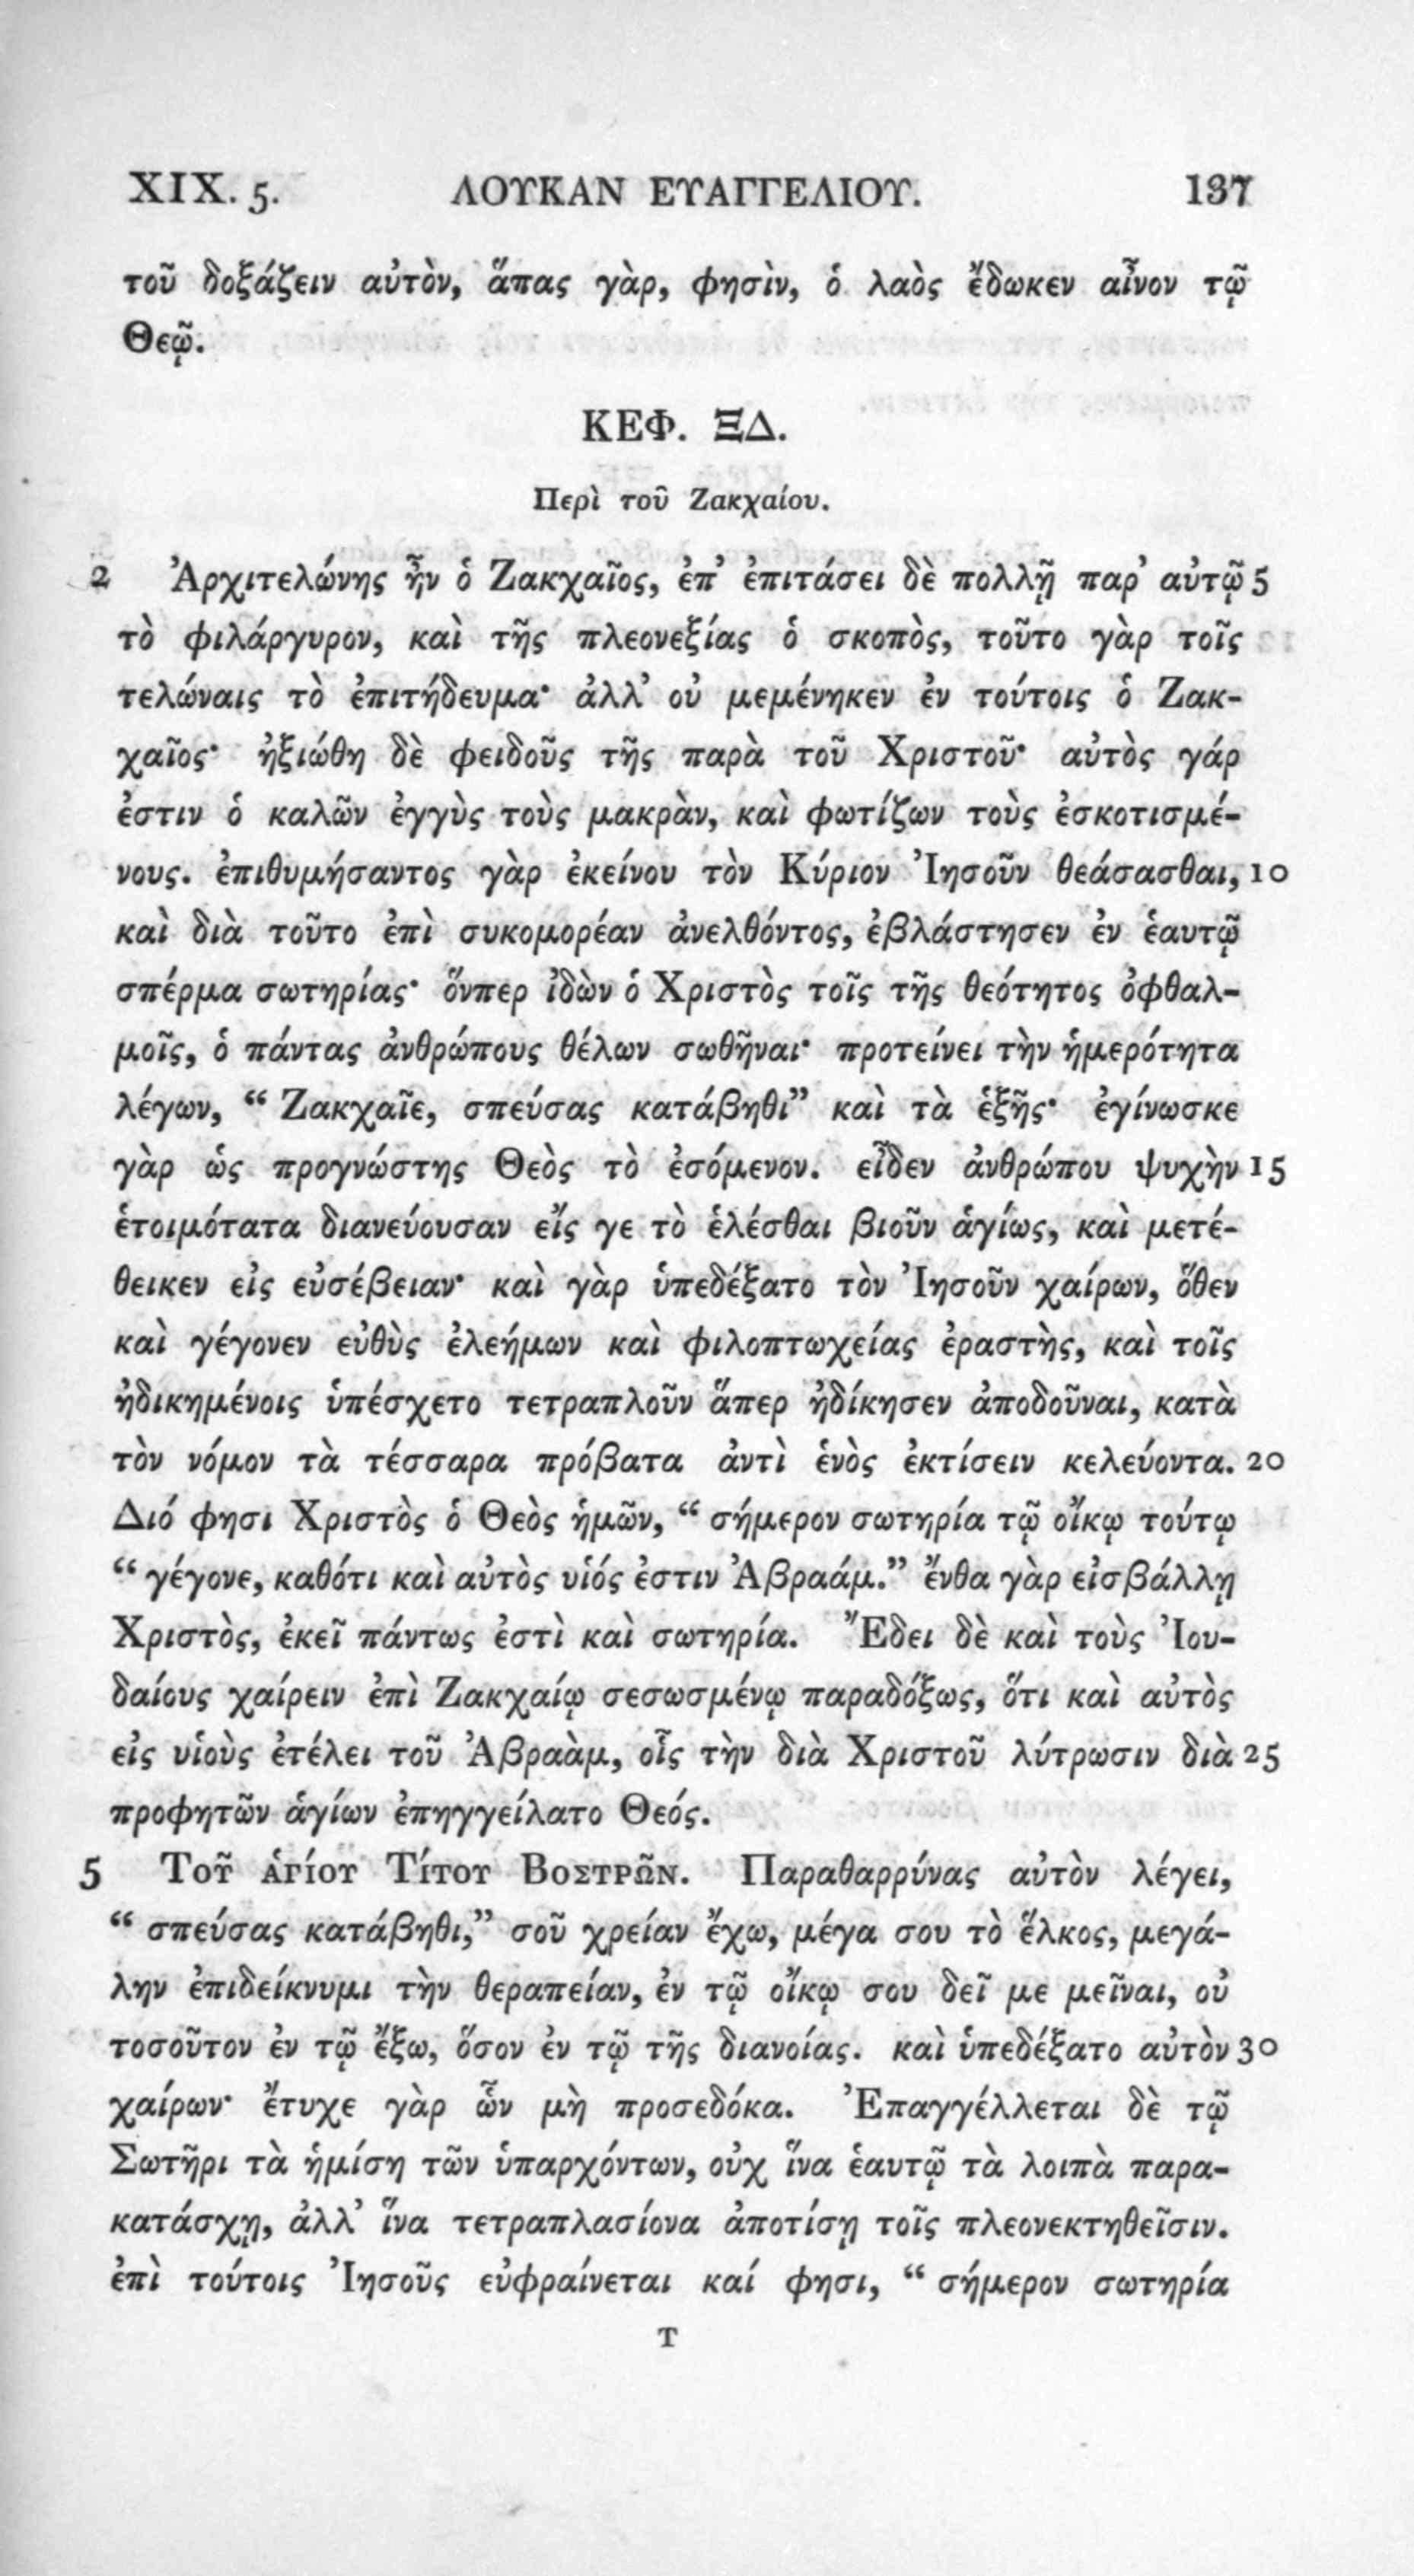 XIX. 5. ΛΟΥΚΑΝ ΕΥΑΓΓΕΛΙΟΥ. 137
τοῦ δοξάζειν αὐτὸν, ἅπας γὰρ, φησὶν, ὁ λαὸς ἔδωκεν αἶνον τῷ
Θεῷ.
ΚΕΦ. ΞΔ.
Περὶ τοῦ Ζακχαίου.
2 Ἀρχιτελώνης ἦν ὁ Ζακχαῖος, ἐπ’ ἐπιτάσει δὲ πολλῇ παρ’ αὐτῷ 5
τὸ φιλάργυρον, καὶ τῆς πλεονεξίας ὁ σκοπὸς, τοῦτο γὰρ τοῖς
τελώναις τὸ ἐπιτήδευμα· ἀλλ’ οὐ μεμένηκεν ἐν τούτοις ὁ Ζακ-
χαῖος· ἠξιώθη δὲ φειδοῦς τῆς παρὰ τοῦ Χριστοῦ· αὐτὸς γάρ
ἐστιν ὁ καλῶν ἐγγὺς τοὺς μακρὰν, καὶ φωτίζων τοὺς ἐσκοτισμέ-
νους. ἐπιθυμήσαντος γὰρ ἐκείνου τὸν Κύριον Ἰησοῦν θεάσασθαι, 10
καὶ διὰ τοῦτο ἐπὶ συκομορέαν ἀνελθόντος, ἐβλάστησεν ἐν ἑαυτῷ
σπέρμα σωτηρίας· ὅνπερ ἰδὼν ὁ Χριστὸς τοῖς τῆς θεότητος ὀφθαλ-
μοῖς, ὁ πάντας ἀνθρώπους θέλων σωθῆναι· προτείνει τὴν ἡμερότητα
λέγων, “ Ζακχαῖε, σπεύσας κατάβηθι” καὶ τὰ ἑξῆς· ἐγίνωσκε
γὰρ ὡς προγνώστης Θεὸς τὸ ἐσόμενον. εἶδεν ἀνθρώπου ψυχὴν 15
ἑτοιμότατα διανεύουσαν εἴς γε τὸ ἑλέσθαι βιοῦν ἁγίως, καὶ μετέ-
θεικεν εἰς εὐσέβειαν· καὶ γὰρ ὑπεδέξατο τὸν Ἰησοῦν χαίρων, ὅθεν
καὶ γέγονεν εὐθὺς ἐλεήμων καὶ φιλοπτωχείας ἐραστὴς, καὶ τοῖς
ἠδικημένοις ὑπέσχετο τετραπλοῦν ἅπερ ἠδίκησεν ἀποδοῦναι, κατὰ
τὸν νόμον τὰ τέσσαρα πρόβατα ἀντὶ ἑνὸς ἐκτίσειν κελεύοντα. 20
Διό φησι Χριστὸς ὁ Θεὸς ἡμῶν, “ σήμερον σωτηρία τῷ οἴκῳ τούτῳ
“ γέγονε, καθότι καὶ αὐτὸς υἱός ἐστιν Ἀβραάμ.” ἔνθα γὰρ εἰσβάλλῃ
Χριστὸς, ἐκεῖ πάντως ἐστὶ καὶ σωτηρία. Ἔδει δὲ καὶ τοὺς Ἰου-
δαίους χαίρειν ἐπὶ Ζακχαίῳ σεσωσμένῳ παραδόξως, ὅτι καὶ αὐτὸς
εἰς υἱοὺς ἐτέλει τοῦ Ἀβραὰμ, οἷς τὴν διὰ Χριστοῦ λύτρωσιν διὰ 25
προφητῶν ἁγίων ἐπηγγείλατο Θεός.
5 Τοῦ ἁγίου Τίτου Βοστρῶν. Παραθαρρύνας αὐτὸν λέγει,
“ σπεύσας κατάβηθι,” σοῦ χρείαν ἔχω, μέγα σου τὸ ἕλκος, μεγά-
λην ἐπιδείκνυμι τὴν θεραπείαν, ἐν τῷ οἴκῳ σου δεῖ με μεῖναι, οὐ
τοσοῦτον ἐν τῷ ἔξω, ὅσον ἐν τῷ τῆς διανοίας. καὶ ὑπεδέξατο αὐτὸν 30
χαίρων· ἔτυχε γὰρ ὧν μὴ προσεδόκα. Ἐπαγγέλλεται δὲ τῷ
Σωτῆρι τὰ ἡμίση τῶν ὑπαρχόντων, οὐχ ἵνα ἑαυτῷ τὰ λοιπὰ παρα-
κατάσχῃ, ἀλλ’ ἵνα τετραπλασίονα ἀποτίσῃ τοῖς πλεονεκτηθεῖσιν.
ἐπὶ τούτοις Ἰησοῦς εὐφραίνεται καί φησι, “ σήμερον σωτηρία
T